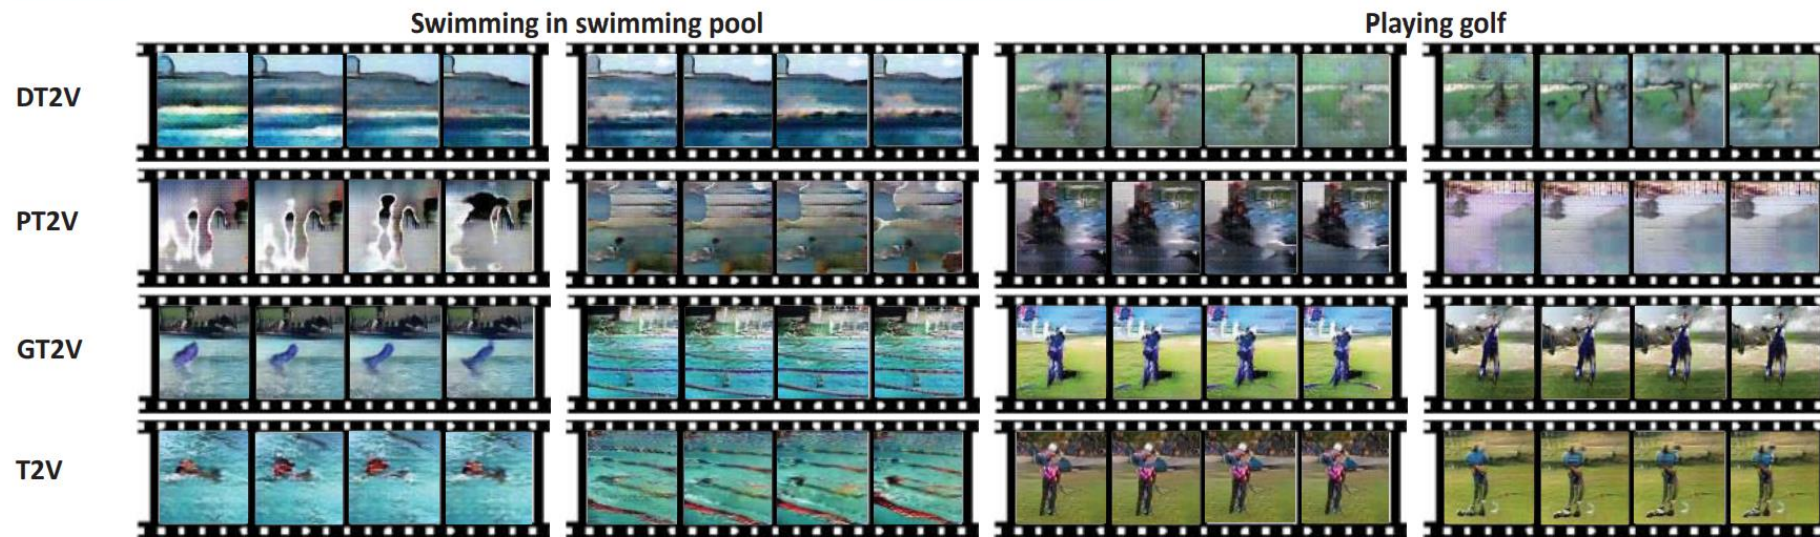 Swimming in swimming pool
Playing golf
DT2V
PT2V
GT2V
T2V